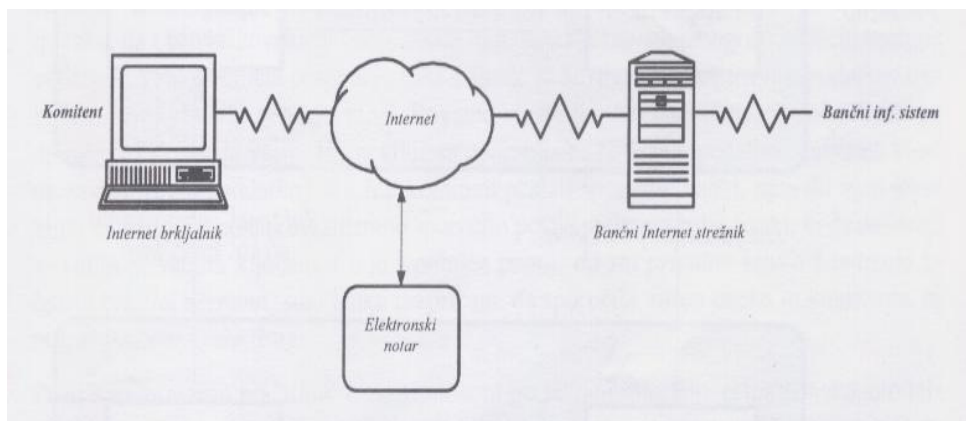 Komitent
Internet
Bančni inf. sistem
Internet brkljalnik
Bančni Internet strežnik
Elektronski
notar